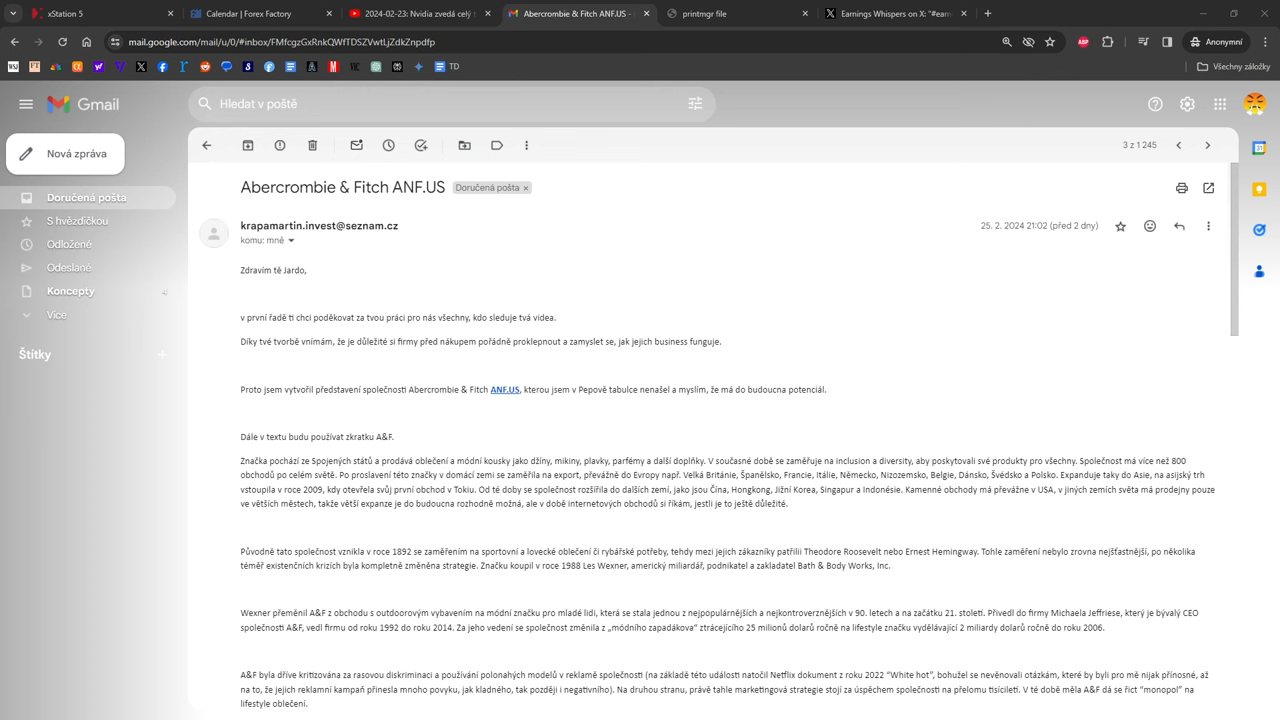 xStation 5
Calendar | Forex Factory
2024-02-23: Nvidia zvedá celý t
Abercrombie & Fitch ANF.US -
printmgr file
Earnings Whispers on X: "#earn
mail.google.com/mail/u/0/#inbox/FMfcgzGxRnkQWfTDSZVwtLjZdkZnpdfp
ABP
Anonymní
TD
Všechny záložky
Gmail
Hledat v poště
Nová zpráva
3 z 1 245
Doručená pošta
S hvězdičkou
Odložené
Odeslané
Koncepty
Více
Štítky
Abercrombie & Fitch ANF.US
Doručená pošta x
krapamartin.invest@seznam.cz
25. 2. 2024 21:02 (před 2 dny)
komu: mně
Zdravím tě Jardo,
v první řadě ti chci poděkovat za tvou práci pro nás všechny, kdo sleduje tvá videa.
Díky tvé tvorbě vnímám, že je důležité si firmy před nákupem pořádně proklepnout a zamyslet se, jak jejich business funguje.
Proto jsem vytvořil představení společnosti Abercrombie & Fitch ANF.US, kterou jsem v Pepově tabulce nenašel a myslím, že má do budoucna potenciál.
Dále v textu budu používat zkratku A&F.
Značka pochází ze Spojených států a prodává oblečení a módní kousky jako džíny, mikiny, plavky, parfémy a další doplňky. V současné době se zaměřuje na inclusion a diversity, aby poskytovali své produkty pro všechny. Společnost má více než 800
obchodů po celém světě. Po proslavení této značky v domácí zemi se zaměřila na export, převážně do Evropy např. Velká Británie, Španělsko, Francie, Itálie, Německo, Nizozemsko, Belgie, Dánsko, Švédsko a Polsko. Expanduje taky do Asie, na asijský trh
vstoupila v roce 2009, kdy otevřela svůj první obchod v Tokiu. Od té doby se společnost rozšířila do dalších zemí, jako jsou Čína, Hongkong, Jižní Korea, Singapur a Indonésie. Kamenné obchody má převážně v USA, v jiných zemích světa má prodejny pouze
ve větších městech, takže větší expanze je do budoucna rozhodně možná, ale v době internetových obchodů si říkám, jestli je to ještě důležité.
Původně tato společnost vznikla v roce 1892 se zaměřením na sportovní a lovecké oblečení či rybářské potřeby, tehdy mezi jejich zákazníky patřili Theodore Roosevelt nebo Ernest Hemingway. Tohle zaměření nebylo zrovna nejšťastnější, po několika
téměř existenčních krizích byla kompletně změněna strategie. Značku koupil v roce 1988 Les Wexner, americký miliardář, podnikatel a zakladatel Bath & Body Works, Inc.
Wexner přeměnil A&F z obchodu s outdoorovým vybavením na módní značku pro mladé lidi, která se stala jednou z nejpopulárnějších a nejkontroverznějších v 90. letech a na začátku 21. století. Přivedl do firmy Michaela Jeffriese, který je bývalý CEO
společnosti A&F, vedl firmu od roku 1992 do roku 2014. Za jeho vedení se společnost změnila z „módního zapadákova" ztrácejícího 25 milionů dolarů ročně na lifestyle značku vydělávající 2 miliardy dolarů ročně do roku 2006.
A&F byla dříve kritizována za rasovou diskriminaci a používání polonahých modelů v reklamě společnosti (na základě této události natočil Netflix dokument z roku 2022 "White hot", bohužel se nevěnovali otázkám, které by byli pro mě nijak přínosné, až
na to, že jejich reklamní kampaň přinesla mnoho povyku, jak kladného, tak později i negativního). Na druhou stranu, právě tahle marketingová strategie stojí za úspěchem společnosti na přelomu tisíciletí. V té době měla A&F dá se říct "monopol" na
lifestyle oblečení.